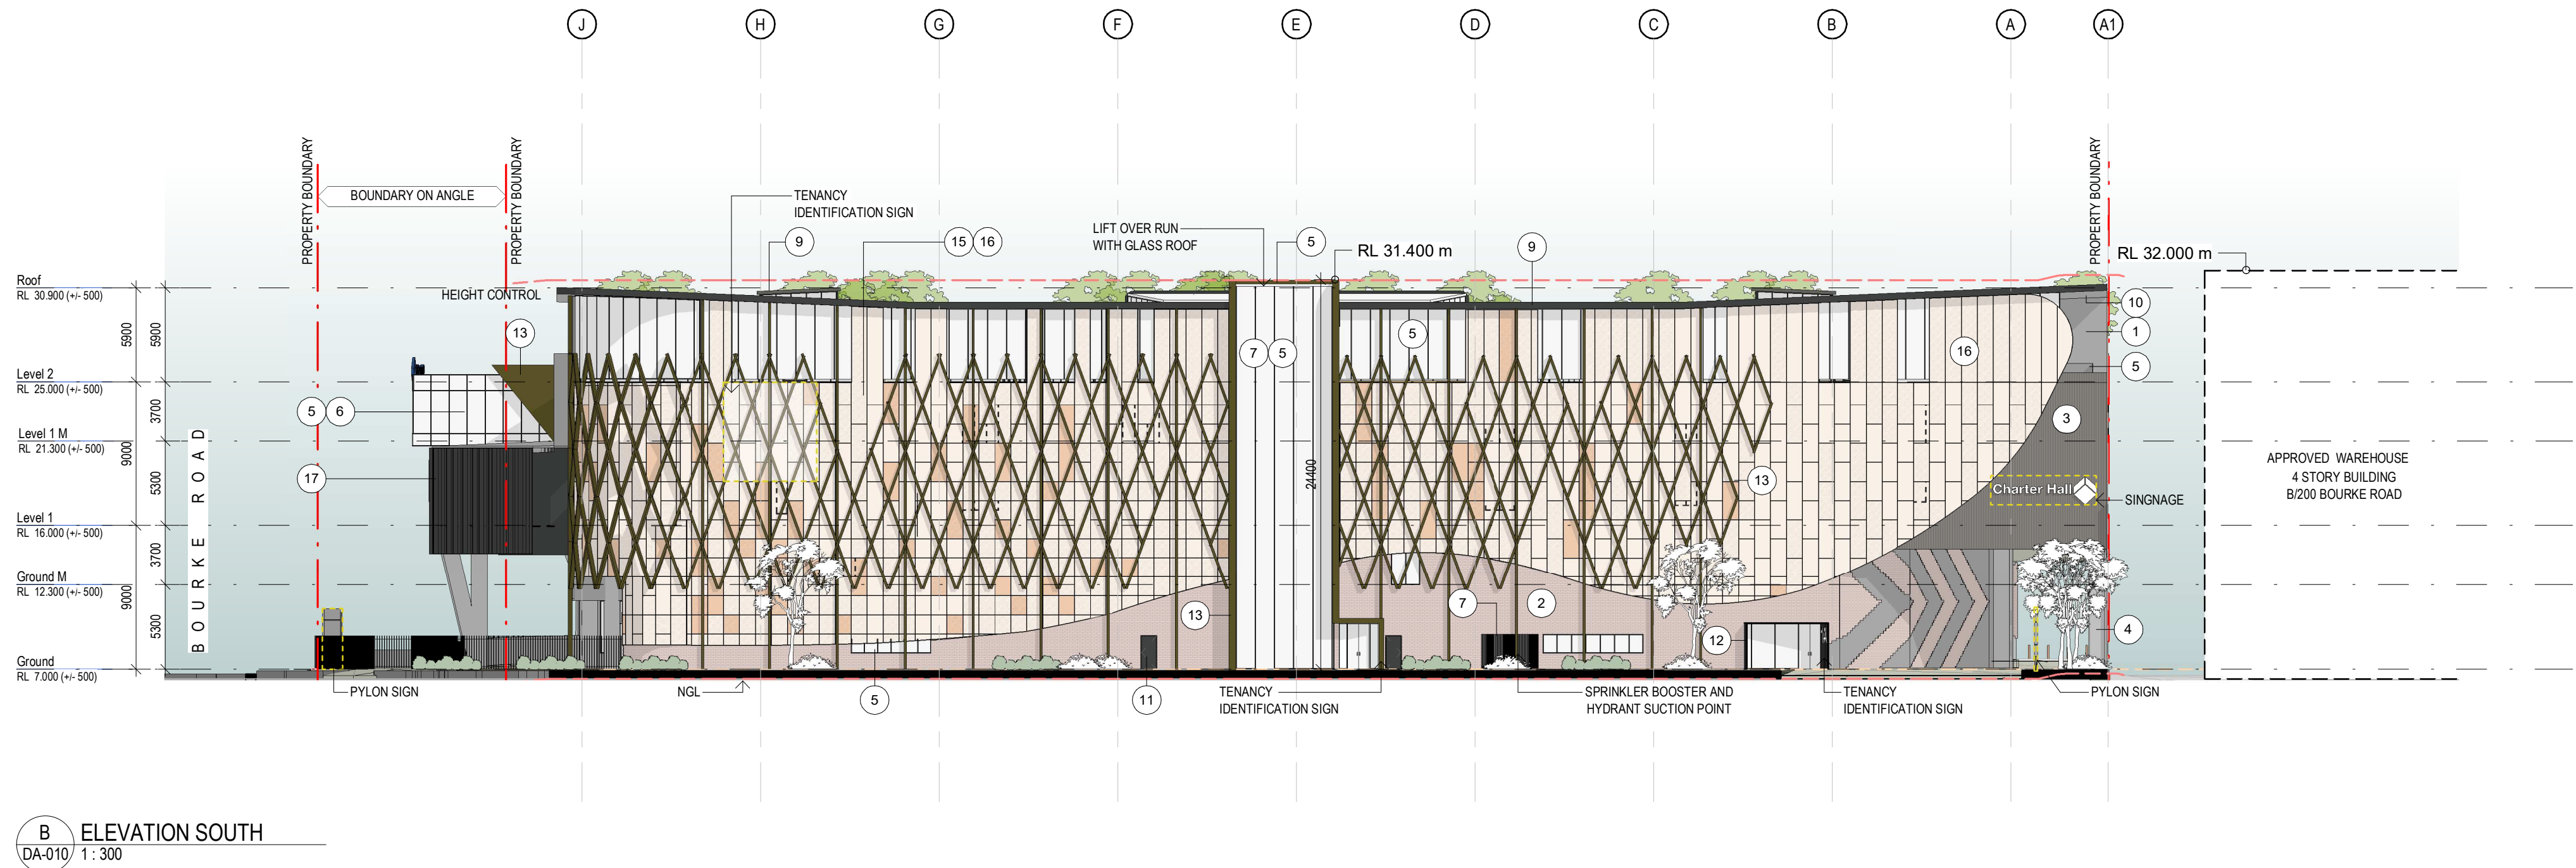 J
H
G
F
E
D
C
B
A
A1
PROPERTY BOUNDARY
BOUNDARY ON ANGLE
PROPERTY BOUNDARY
TENANCY
IDENTIFICATION SIGN
9
15
16
LIFT OVER RUN
WITH GLASS ROOF
5
RL 31.400 m
9
PROPERTY BOUNDARY
RL 32.000 m
Roof
RL 30.900 (+/- 500)
HEIGHT CONTROL
5900
5900
13
7
5
5
16
10
1
5
Level 2
RL 25.000 (+/- 500)
3700
5
6
3
Level 1 M
RL 21.300 (+/- 500)
9000
5300
17
24400
13
Charter Hall
SINGNAGE
APPROVED WAREHOUSE
4 STORY BUILDING
B/200 BOURKE ROAD
Level 1
RL 16.000 (+/- 500)
3700
BOURKE ROAD
Ground M
RL 12.300 (+/- 500)
9000
5300
13
7
2
12
4
Ground
RL 7.000 (+/- 500)
PYLON SIGN
NGL
5
11
TENANCY
IDENTIFICATION SIGN
SPRINKLER BOOSTER AND
HYDRANT SUCTION POINT
TENANCY
IDENTIFICATION SIGN
PYLON SIGN
B
DA-010
ELEVATION SOUTH
1 : 300